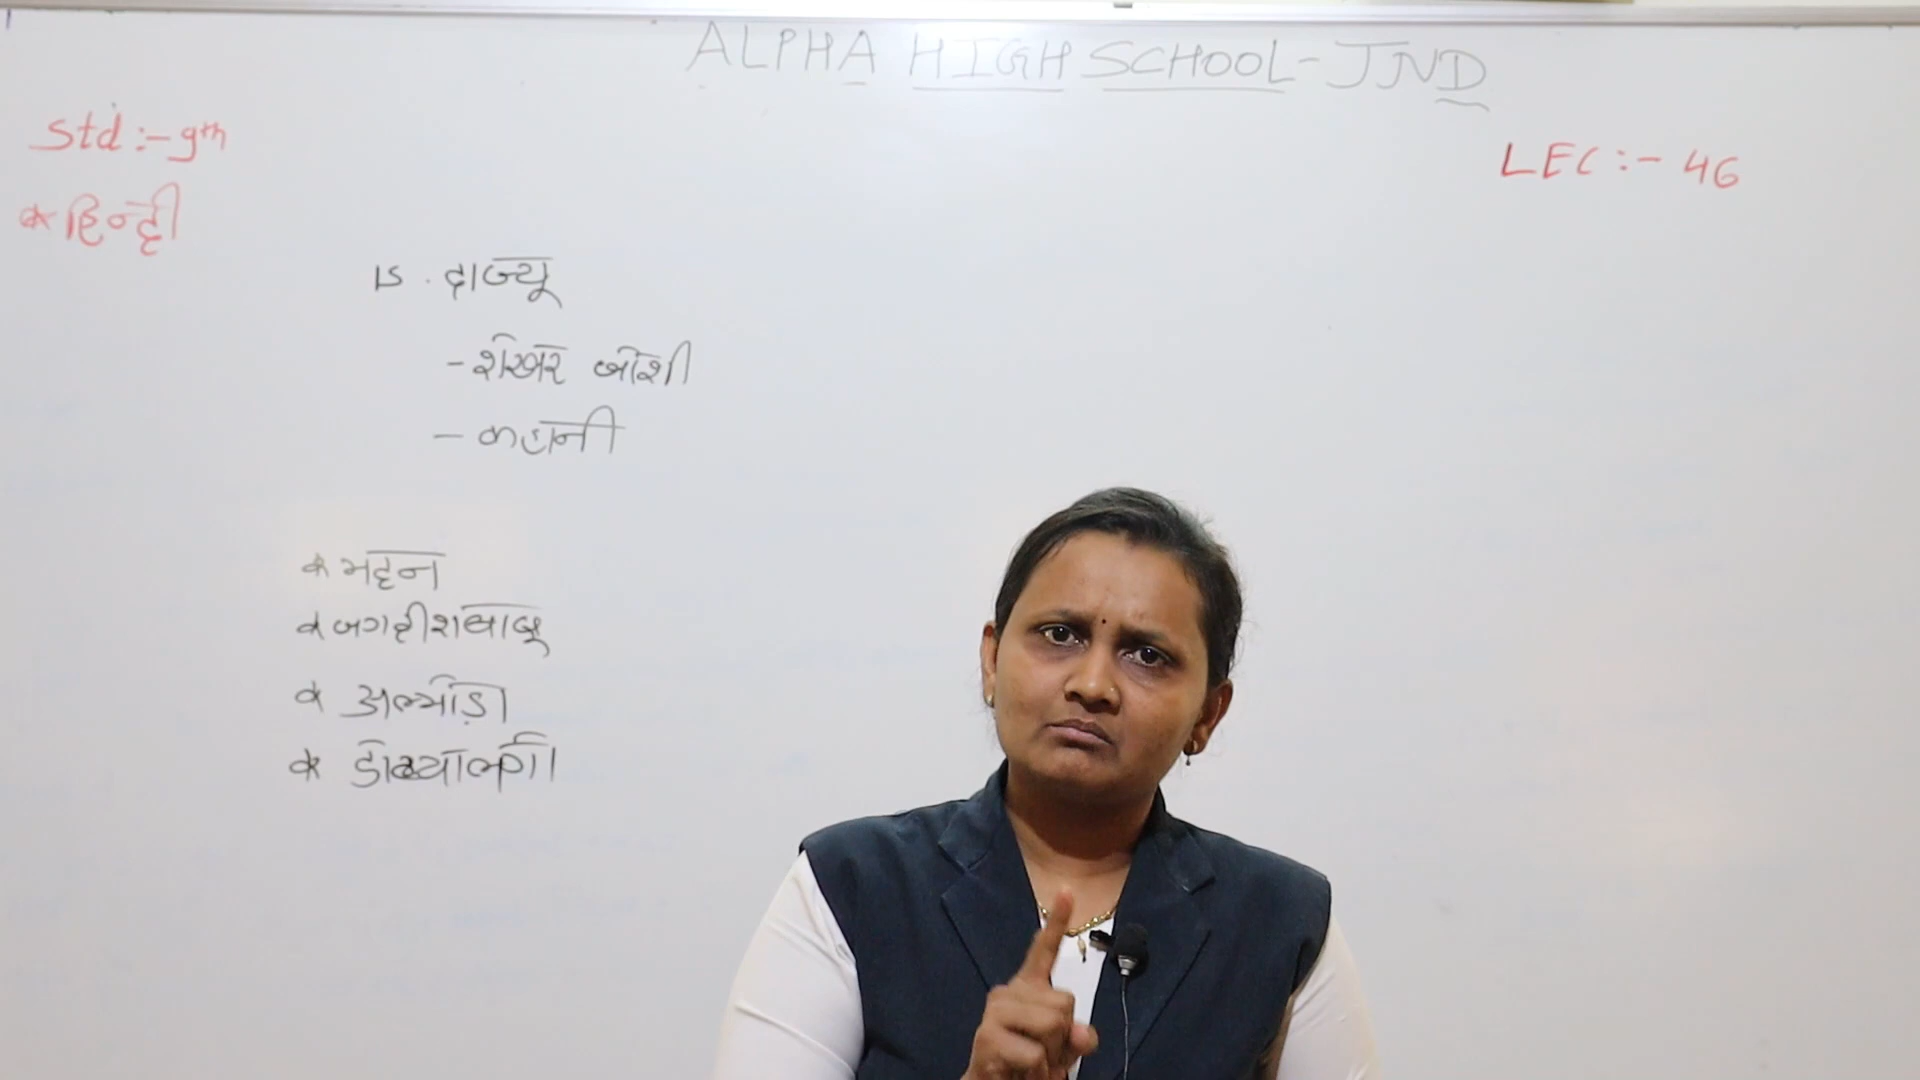 ALPHA HIGH SCHOOL-JND
Std :- 9th
LEC :- 46
* हिन्दी
15. दाज्यू
- शेखर जोशी
- कहानी
* मदन
* जगदीशबाबु
* अल्मोड़ा